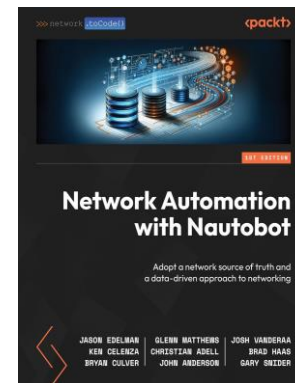 >>> network .toCode()
<packt>
1ST EDITION
Network Automation
with Nautobot
Adopt a network source of truth and
a data-driven approach to networking
JASON EDELMAN | GLENN MATTHEWS | JOSH VANDERAA
KEN CELENZA | CHRISTIAN ADELL | BRAD HAAS
BRYAN CULVER | JOHN ANDERSON | GARY SNIDER